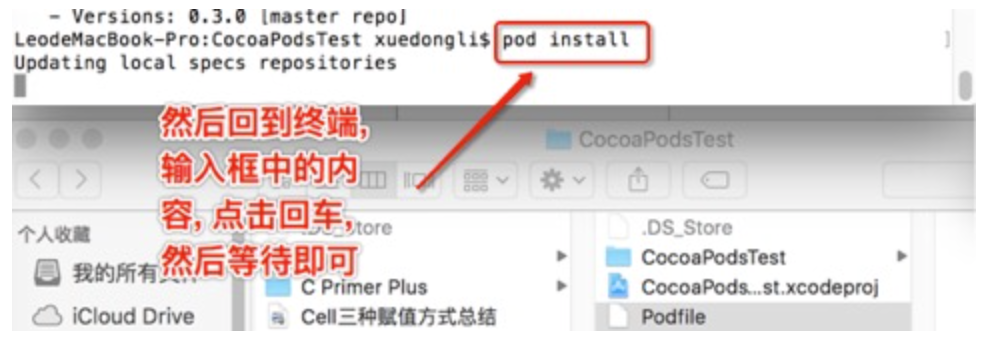 - Versions: 0.3.0 [master repo]
LeodeMacBook-Pro:CocoaPodsTest xuedongli$ pod install
Updating local specs repositories
然后回到终端,
输入框中的内
容, 点击回车,
然后等待即可
CocoaPodsTest
个人收藏
我的所有
iCloud Drive
C Primer Plus
Cell三种赋值方式总结
.DS_Store
CocoaPodsTest
CocoaPods...st.xcodeproj
Podfile